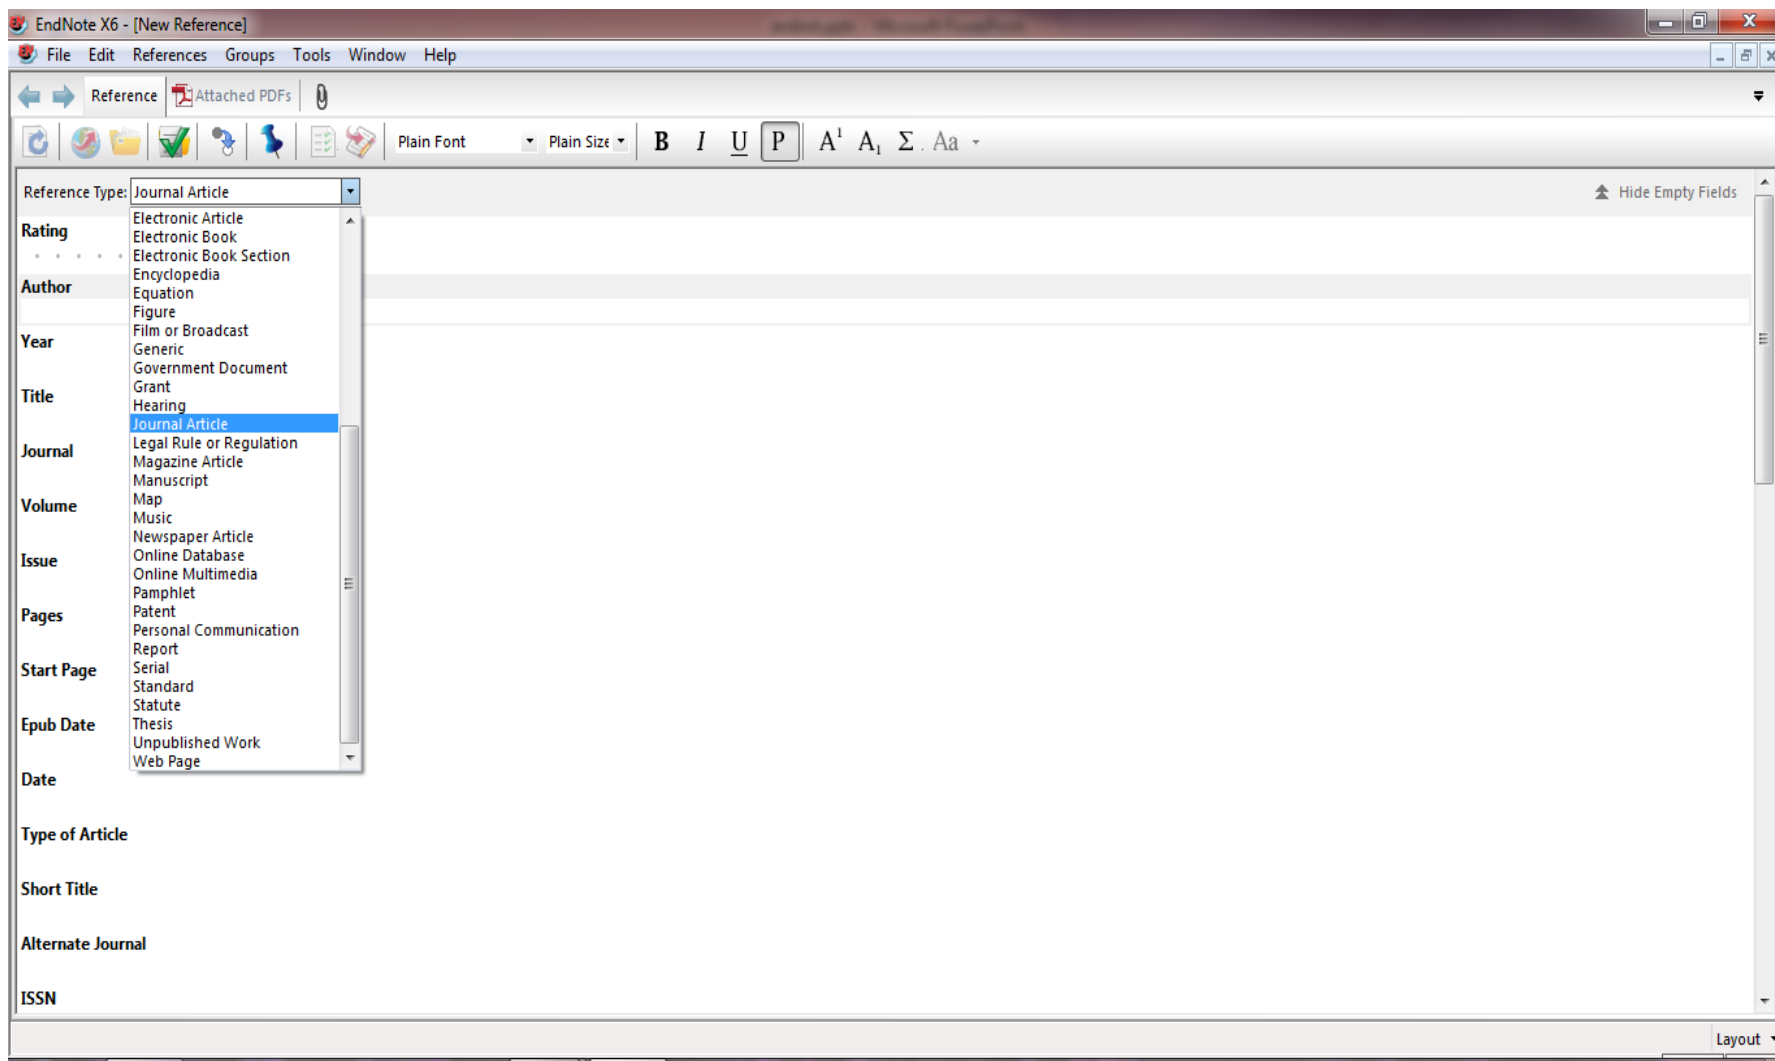 EndNote X6 - [New Reference]
File Edit References Groups Tools Window Help
Reference Attached PDFs
Plain Font Plain Size B I U P A1 A1 Σ Aa
Reference Type: Journal Article Hide Empty Fields
Electronic Article
Electronic Book
Electronic Book Section
Encyclopedia
Equation
Figure
Film or Broadcast
Generic
Government Document
Grant
Hearing
Journal Article
Legal Rule or Regulation
Magazine Article
Manuscript
Map
Music
Newspaper Article
Online Database
Online Multimedia
Pamphlet
Patent
Personal Communication
Report
Serial
Standard
Statute
Thesis
Unpublished Work
Web Page
Rating
Author
Year
Title
Journal
Volume
Issue
Pages
Start Page
Epub Date
Date
Type of Article
Short Title
Alternate Journal
ISSN
Layout